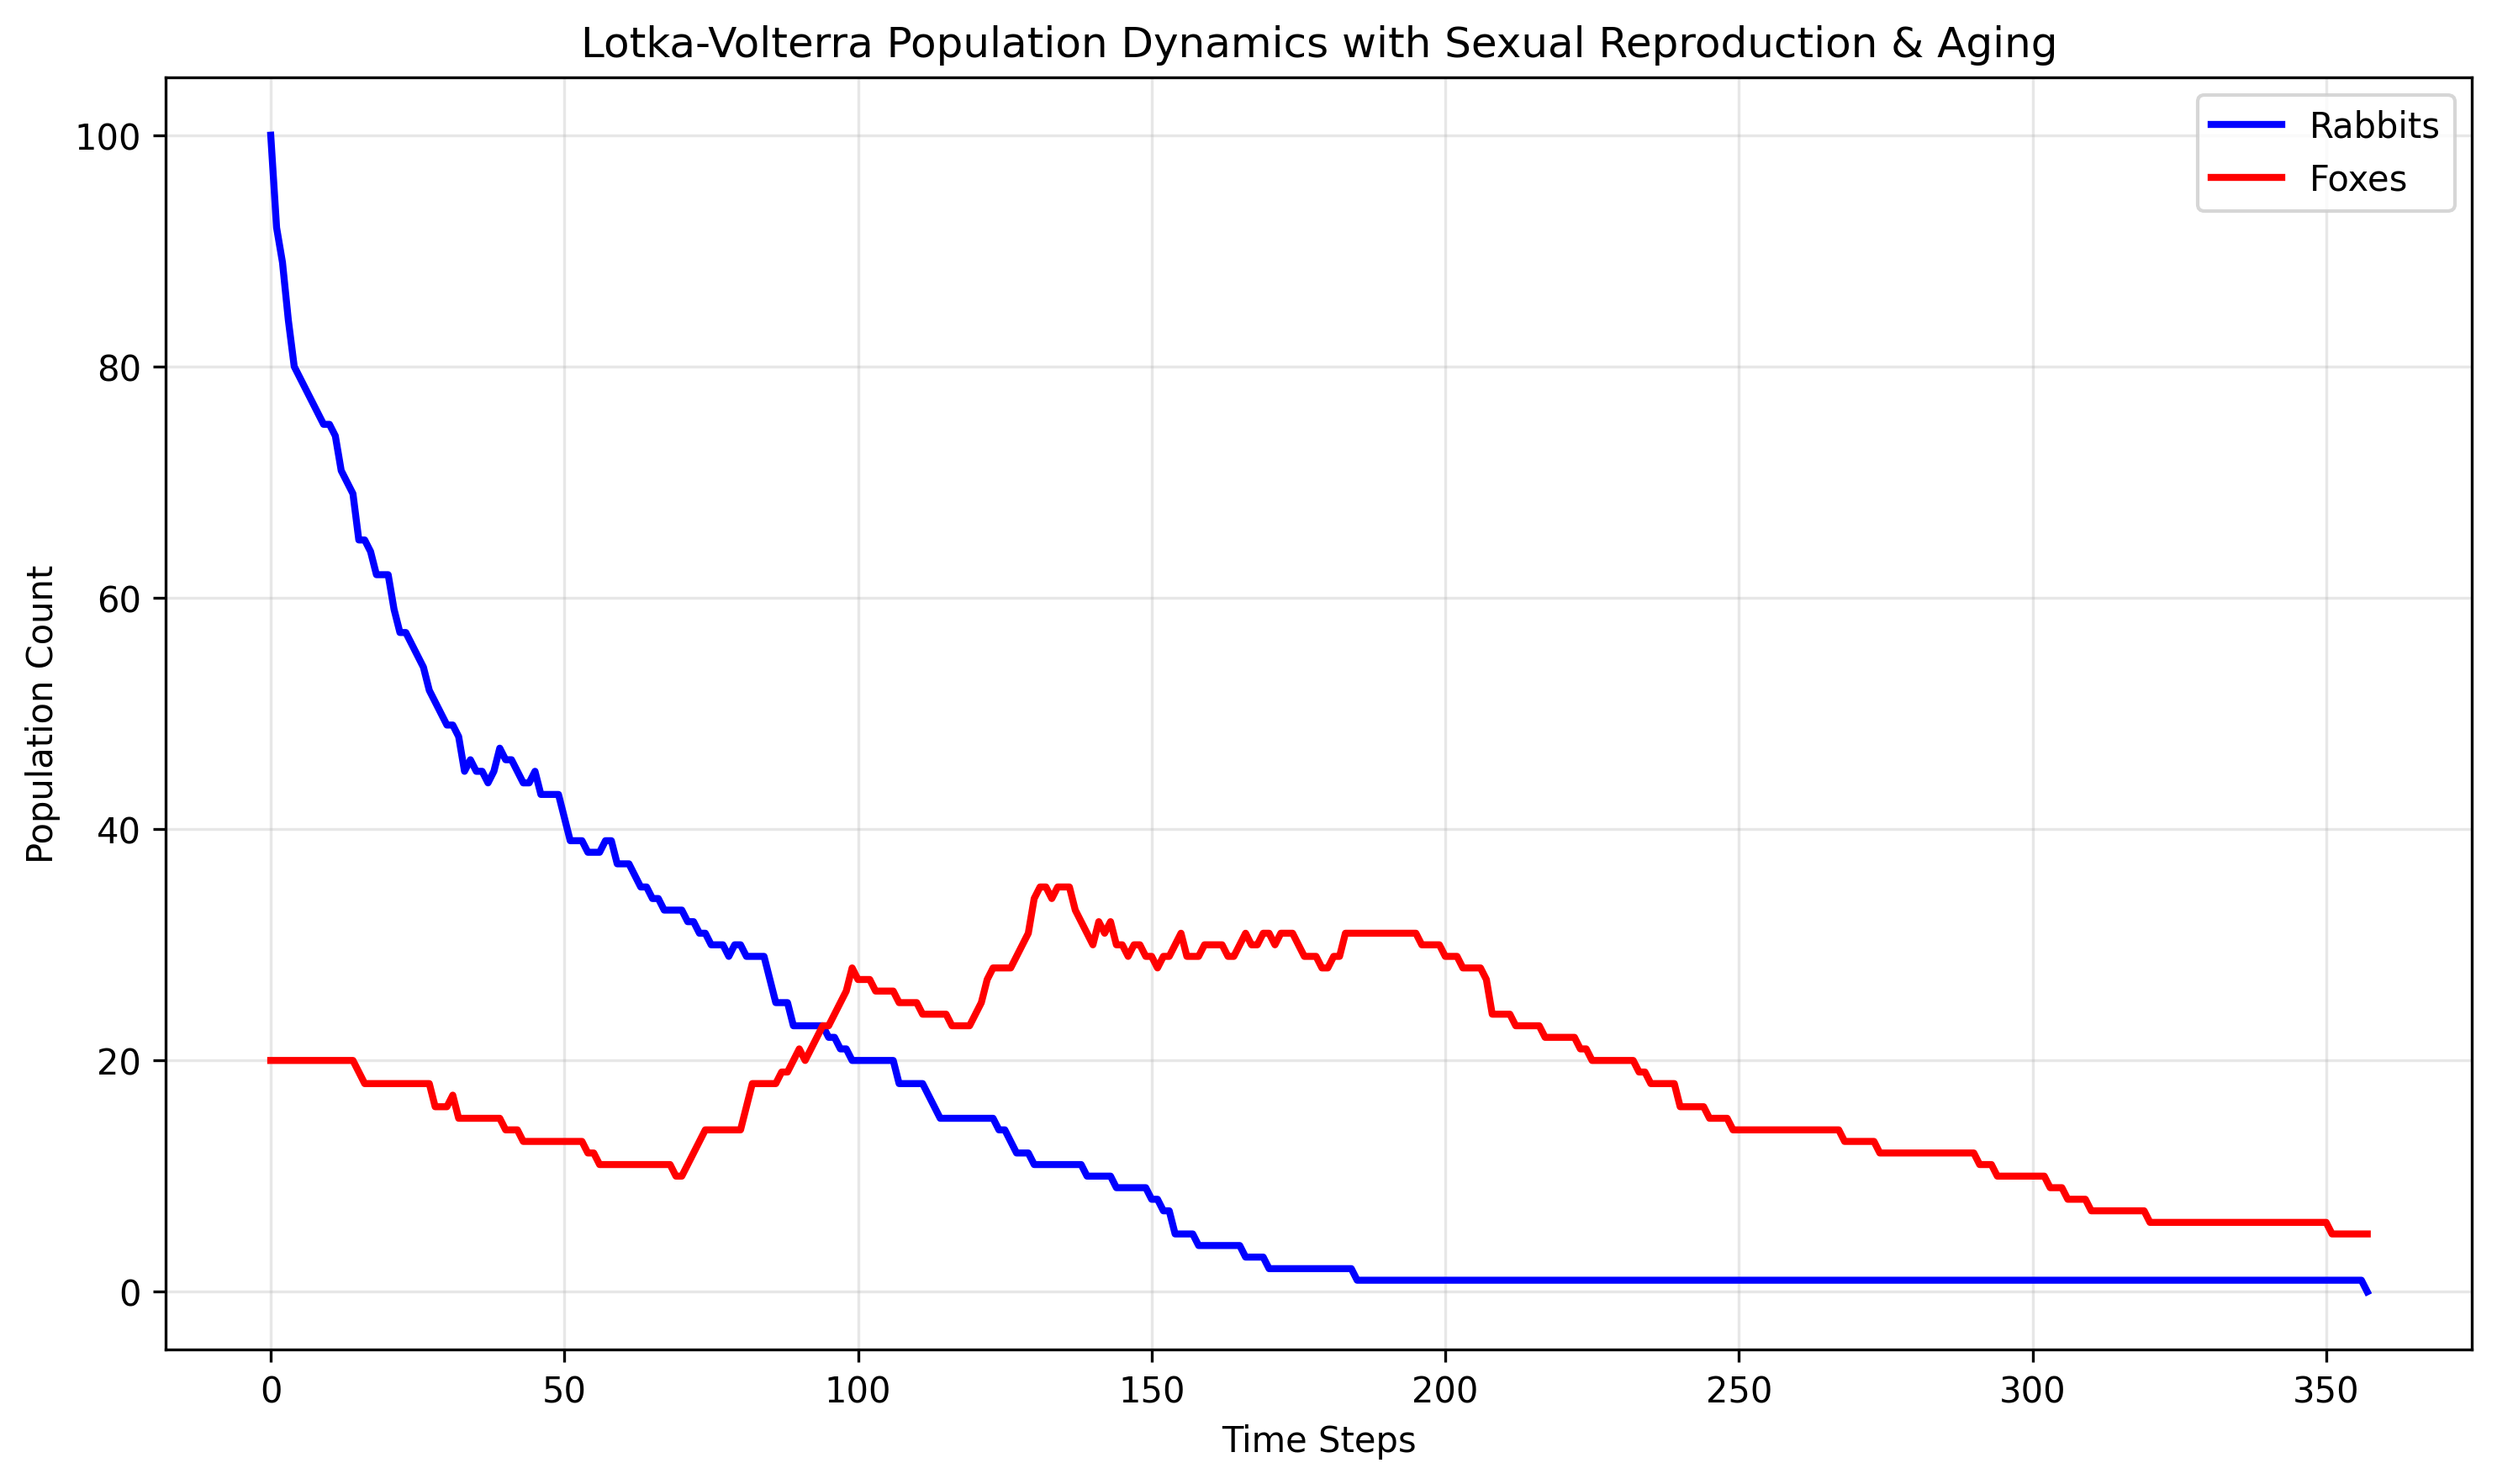 Lotka-Volterra Population Dynamics with Sexual Reproduction & Aging
Rabbits
Foxes
Population Count
100
80
60
40
20
0
0 50 100 150 200 250 300 350
Time Steps